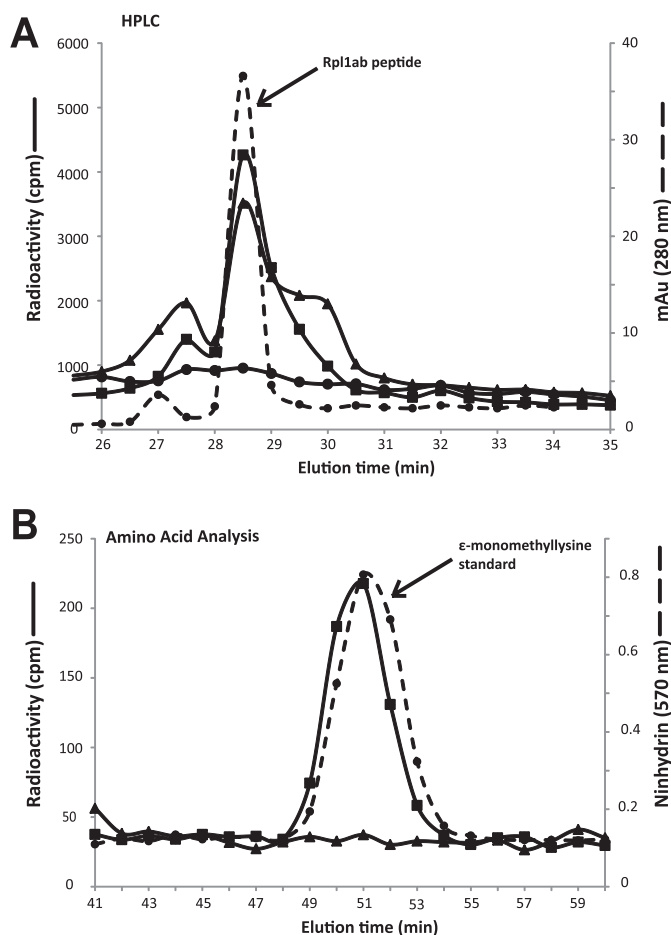 A
HPLC
6000
5000
4000
3000
2000
1000
0
40
30
20
10
0
Radioactivity (cpm)
mAu (280 nm)
Rpl1ab peptide
26 27 28 29 30 31 32 33 34 35
Elution time (min)
B
Amino Acid Analysis
250
200
150
100
50
0
0.8
0.6
0.4
0.2
0
Radioactivity (cpm)
Ninhydrin (570 nm)
ε-monomethyllysine
standard
41 43 45 47 49 51 53 55 57 59
Elution time (min)